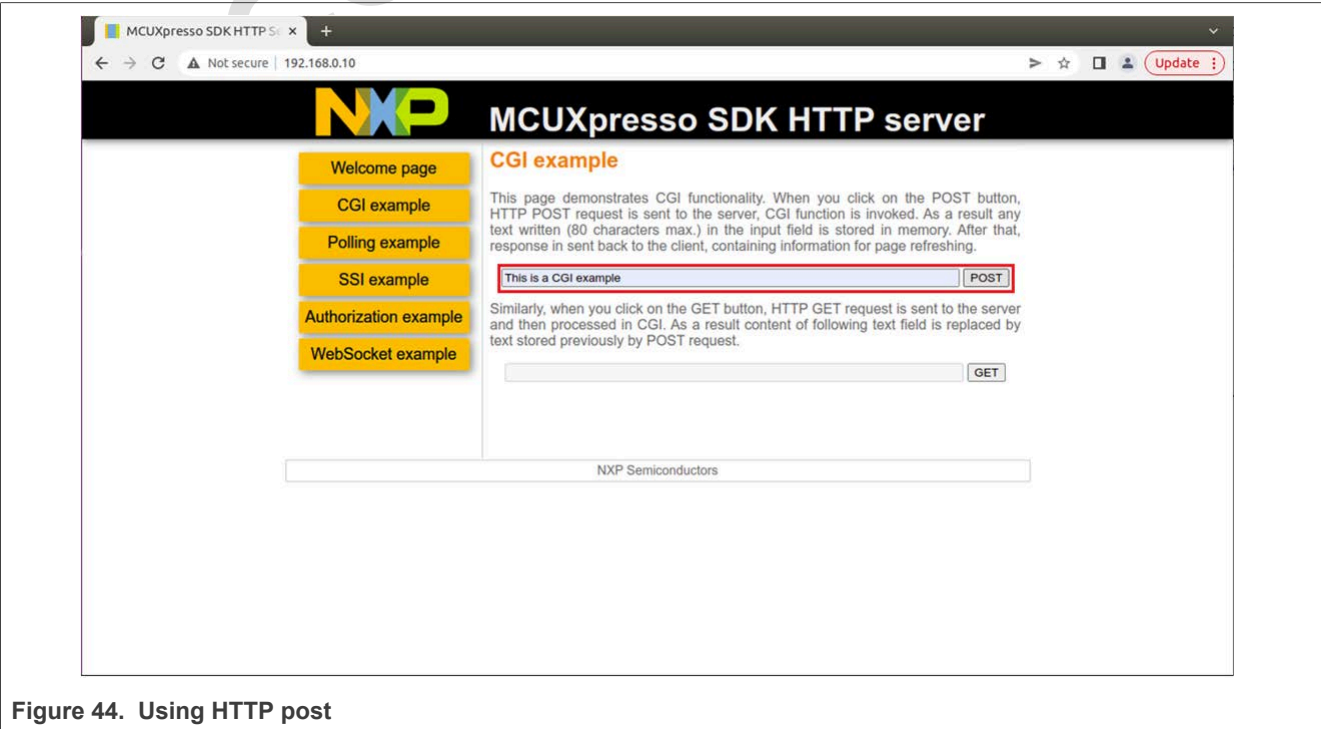 MCUXpresso SDK HTTP S
Not secure
192.168.0.10
Update
NXP
MCUXpresso SDK HTTP server
Welcome page
CGI example
Polling example
SSI example
Authorization example
WebSocket example
CGI example
This page demonstrates CGI functionality. When you click on the POST button,
HTTP POST request is sent to the server, CGI function is invoked. As a result any
text written (80 characters max.) in the input field is stored in memory. After that,
response in sent back to the client, containing information for page refreshing.
This is a CGI example
POST
Similarly, when you click on the GET button, HTTP GET request is sent to the server
and then processed in CGI. As a result content of following text field is replaced by
text stored previously by POST request.
GET
NXP Semiconductors
Figure 44. Using HTTP post